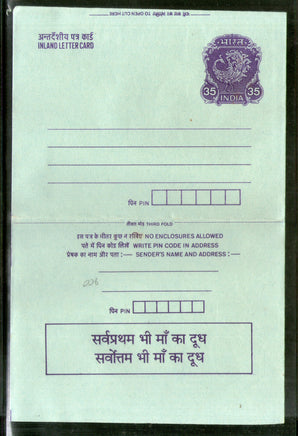 यहां काट कर खोलिए TO OPEN CUT HERE
अन्तर्देशीय पत्र कार्ड
INLAND LETTER CARD
भारत
35 35
INDIA
पिन PIN
तीसरा मोड़ THIRD FOLD
इस पत्र के भीतर कुछ न रखिए NO ENCLOSURES ALLOWED
पते में पिन कोड लिखें WRITE PIN CODE IN ADDRESS
प्रेषक का नाम और पता :— SENDER'S NAME AND ADDRESS :—
पिन PIN
सर्वप्रथम भी माँ का दूध
सर्वोत्तम भी माँ का दूध